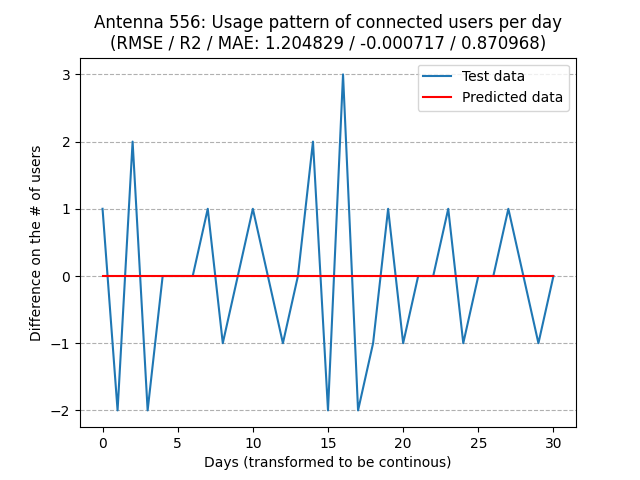 Antenna 556: Usage pattern of connected users per day
(RMSE / R2 / MAE: 1.204829 / -0.000717 / 0.870968)
Test data
Predicted data
3
2
1
0
−1
−2
Difference on the # of users
0 5 10 15 20 25 30
Days (transformed to be continous)